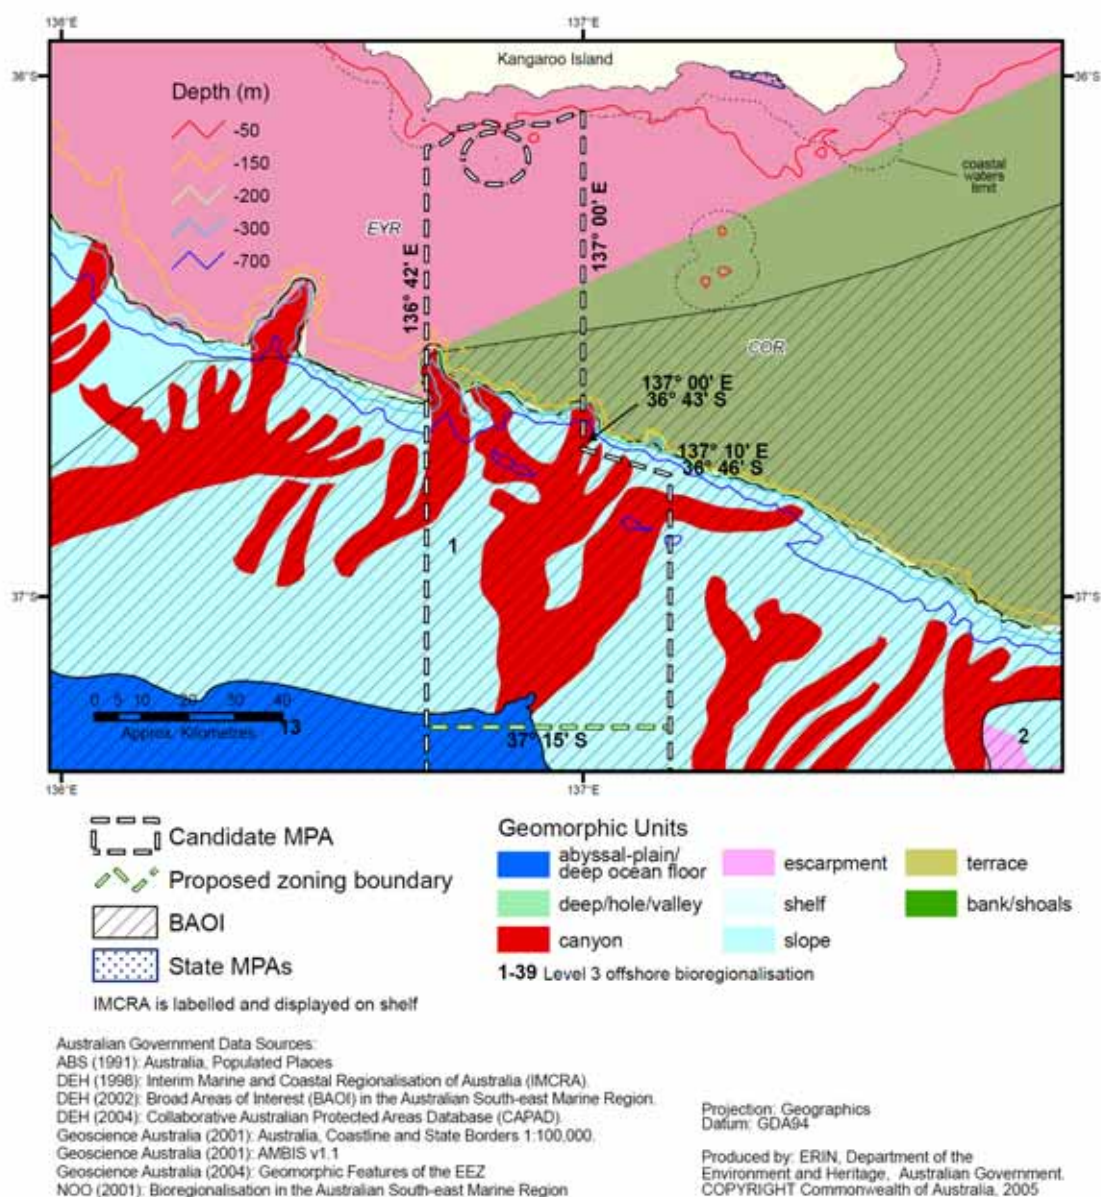 136°E
137°E
Kangaroo Island
36°S
36°S
Depth (m)
-50
-150
-200
-300
-700
coastal
waters
limit
EYR
136° 42' E
137° 00' E
COR
137° 00' E
36° 43' S
137° 10' E
36° 46' S
1
37°S
37°S
0 5 10 20 30 40
Approx. Kilometres
13
37° 15' S
2
136°E
137°E
Candidate MPA
Proposed zoning boundary
BAOI
State MPAs
IMCRA is labelled and displayed on shelf
Geomorphic Units
abyssal-plain/
deep ocean floor
deep/hole/valley
canyon
escarpment
shelf
slope
terrace
bank/shoals
1-39 Level 3 offshore bioregionalisation
Australian Government Data Sources:
ABS (1991): Australia, Populated Places
DEH (1998): Interim Marine and Coastal Regionalisation of Australia (IMCRA).
DEH (2002): Broad Areas of Interest (BAOI) in the Australian South-east Marine Region.
DEH (2004): Collaborative Australian Protected Areas Database (CAPAD).
Geoscience Australia (2001): Australia, Coastline and State Borders 1:100,000.
Geoscience Australia (2001): AMBIS v1.1
Geoscience Australia (2004): Geomorphic Features of the EEZ
NOO (2001): Bioregionalisation in the Australian South-east Marine Region
Projection: Geographics
Datum: GDA94
Produced by: ERIN, Department of the
Environment and Heritage, Australian Government.
COPYRIGHT Commonwealth of Australia, 2005